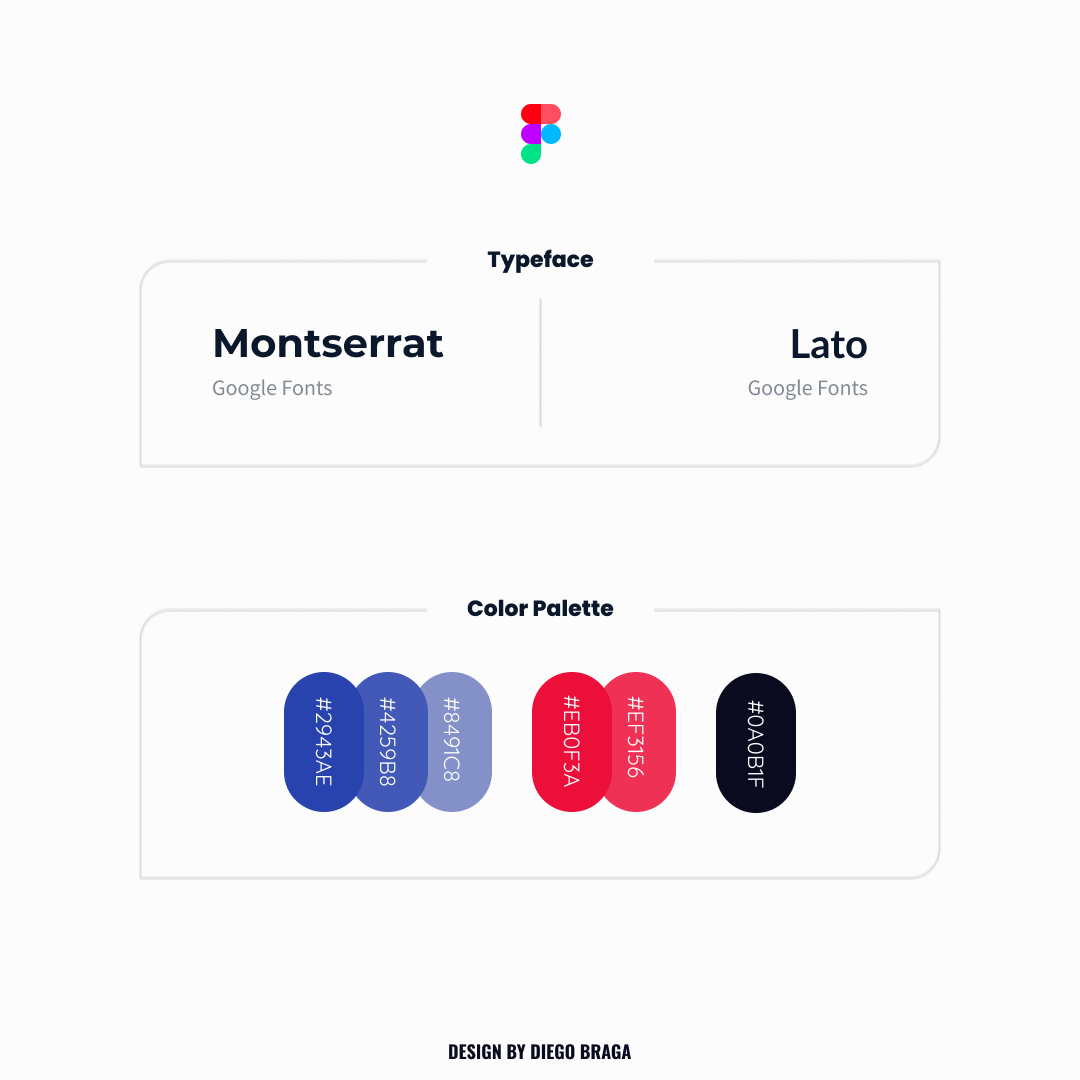 Typeface
Montserrat
Google Fonts
Lato
Google Fonts
Color Palette
#2943AE
#4259B8
#8491C8
#EB0F3A
#EF3156
#0A0B1F
DESIGN BY DIEGO BRAGA